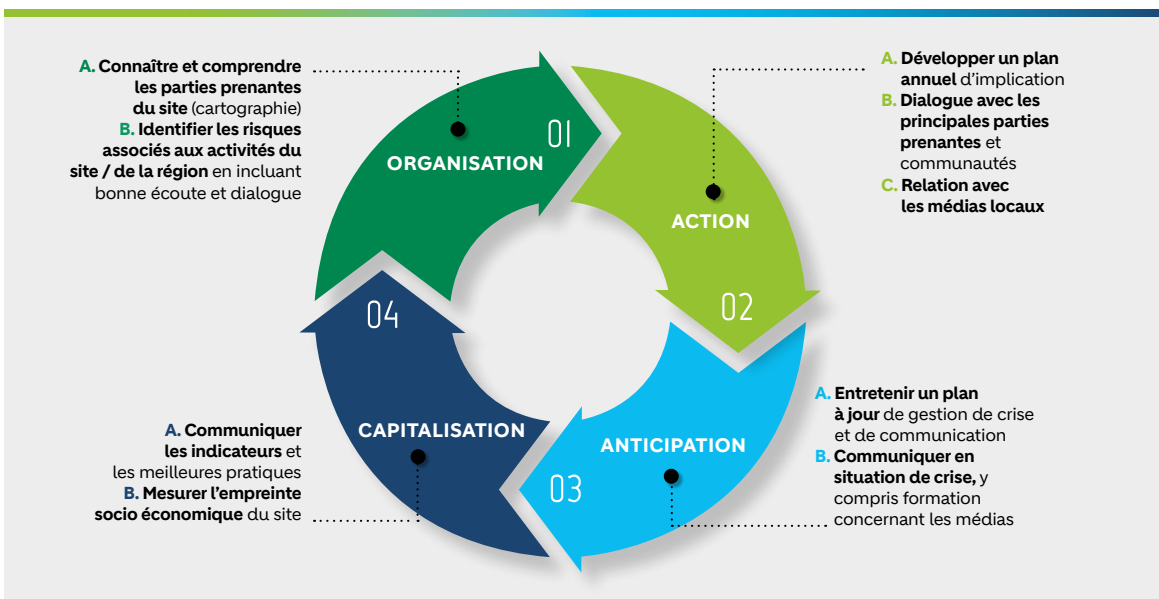 A. Connaître et comprendre
les parties prenantes
du site (cartographie)
B. Identifier les risques
associés aux activités du
site / de la région en incluant
bonne écoute et dialogue
01
ORGANISATION
A. Développer un plan
annuel d'implication
B. Dialogue avec les
principales parties
prenantes et
communautés
C. Relation avec
les médias locaux
ACTION
02
A. Entretenir un plan
à jour de gestion de crise
et de communication
B. Communiquer en
situation de crise, y
compris formation
concernant les médias
ANTICIPATION
03
04
CAPITALISATION
A. Communiquer
les indicateurs et
les meilleures pratiques
B. Mesurer l'empreinte
socio économique du site